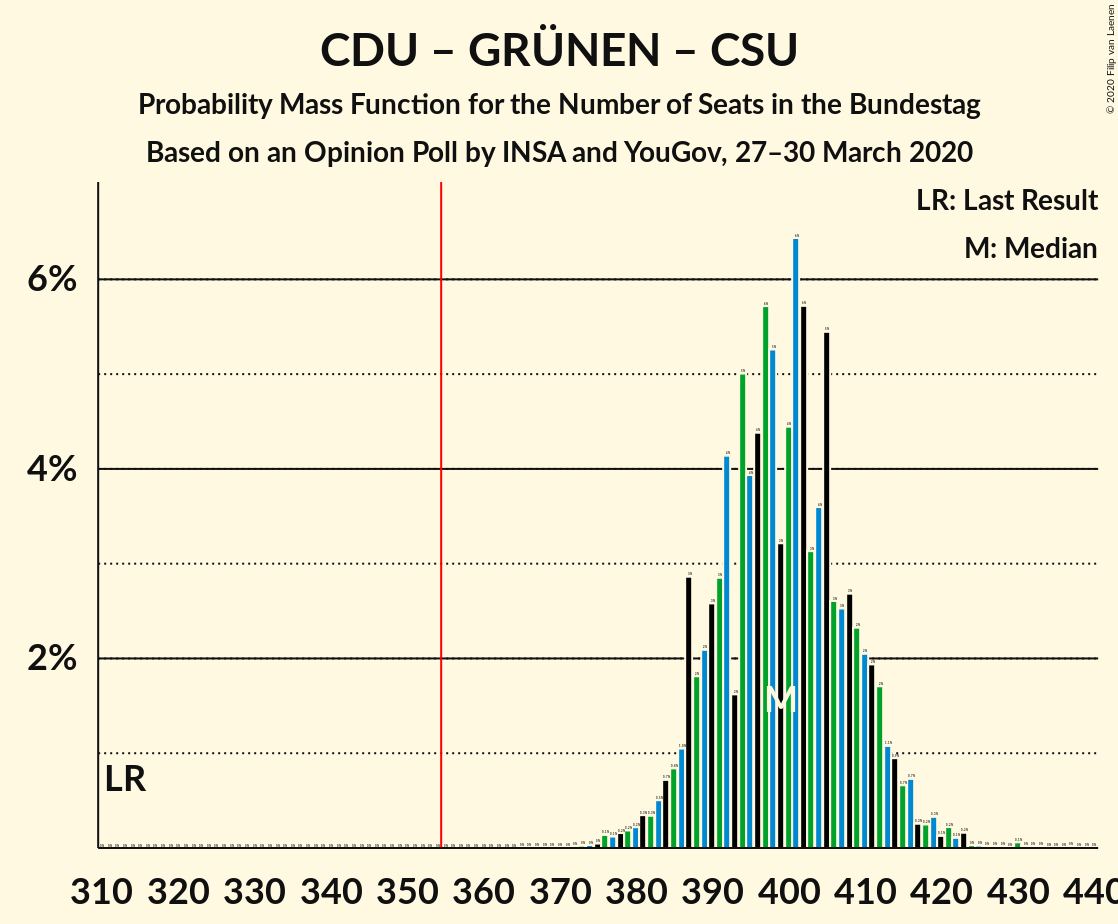 CDU – GRÜNEN – CSU
Probability Mass Function for the Number of Seats in the Bundestag
Based on an Opinion Poll by INSA and YouGov, 27–30 March 2020
© 2020 Filip van Laenen
LR: Last Result
M: Median
6%
4%
2%
LR
M
310 320 330 340 350 360 370 380 390 400 410 420 430 440